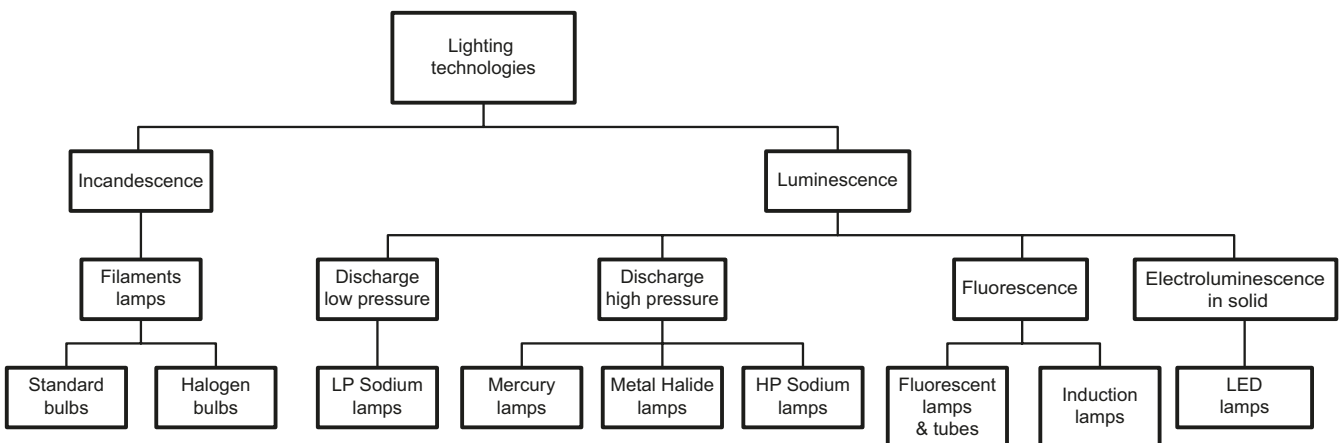 Lighting
technologies
Incandescence
Luminescence
Filaments
lamps
Discharge
low pressure
Discharge
high pressure
Fluorescence
Electroluminescence
in solid
Standard
bulbs
Halogen
bulbs
LP Sodium
lamps
Mercury
lamps
Metal Halide
lamps
HP Sodium
lamps
Fluorescent
lamps
& tubes
Induction
lamps
LED
lamps